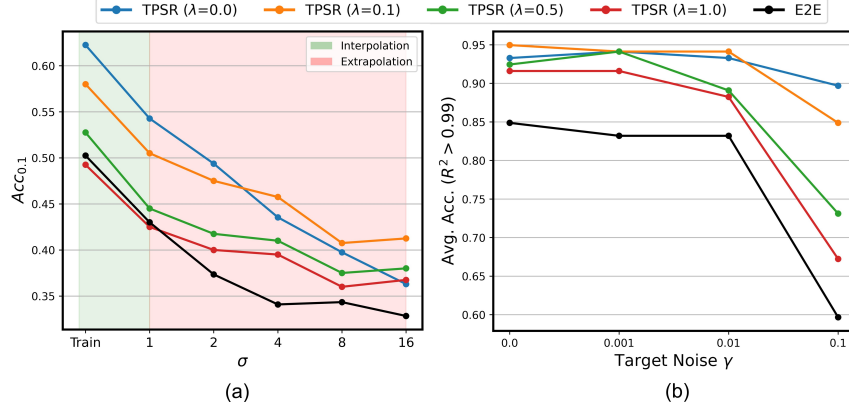 TPSR (λ=0.0) TPSR (λ=0.1) TPSR (λ=0.5) TPSR (λ=1.0) E2E
Interpolation
Extrapolation
Acc0.1
0.60
0.55
0.50
0.45
0.40
0.35
Train 1 2 4 8 16
σ
(a)
Avg. Acc. (R² > 0.99)
0.95
0.90
0.85
0.80
0.75
0.70
0.65
0.60
0.0 0.001 0.01 0.1
Target Noise γ
(b)